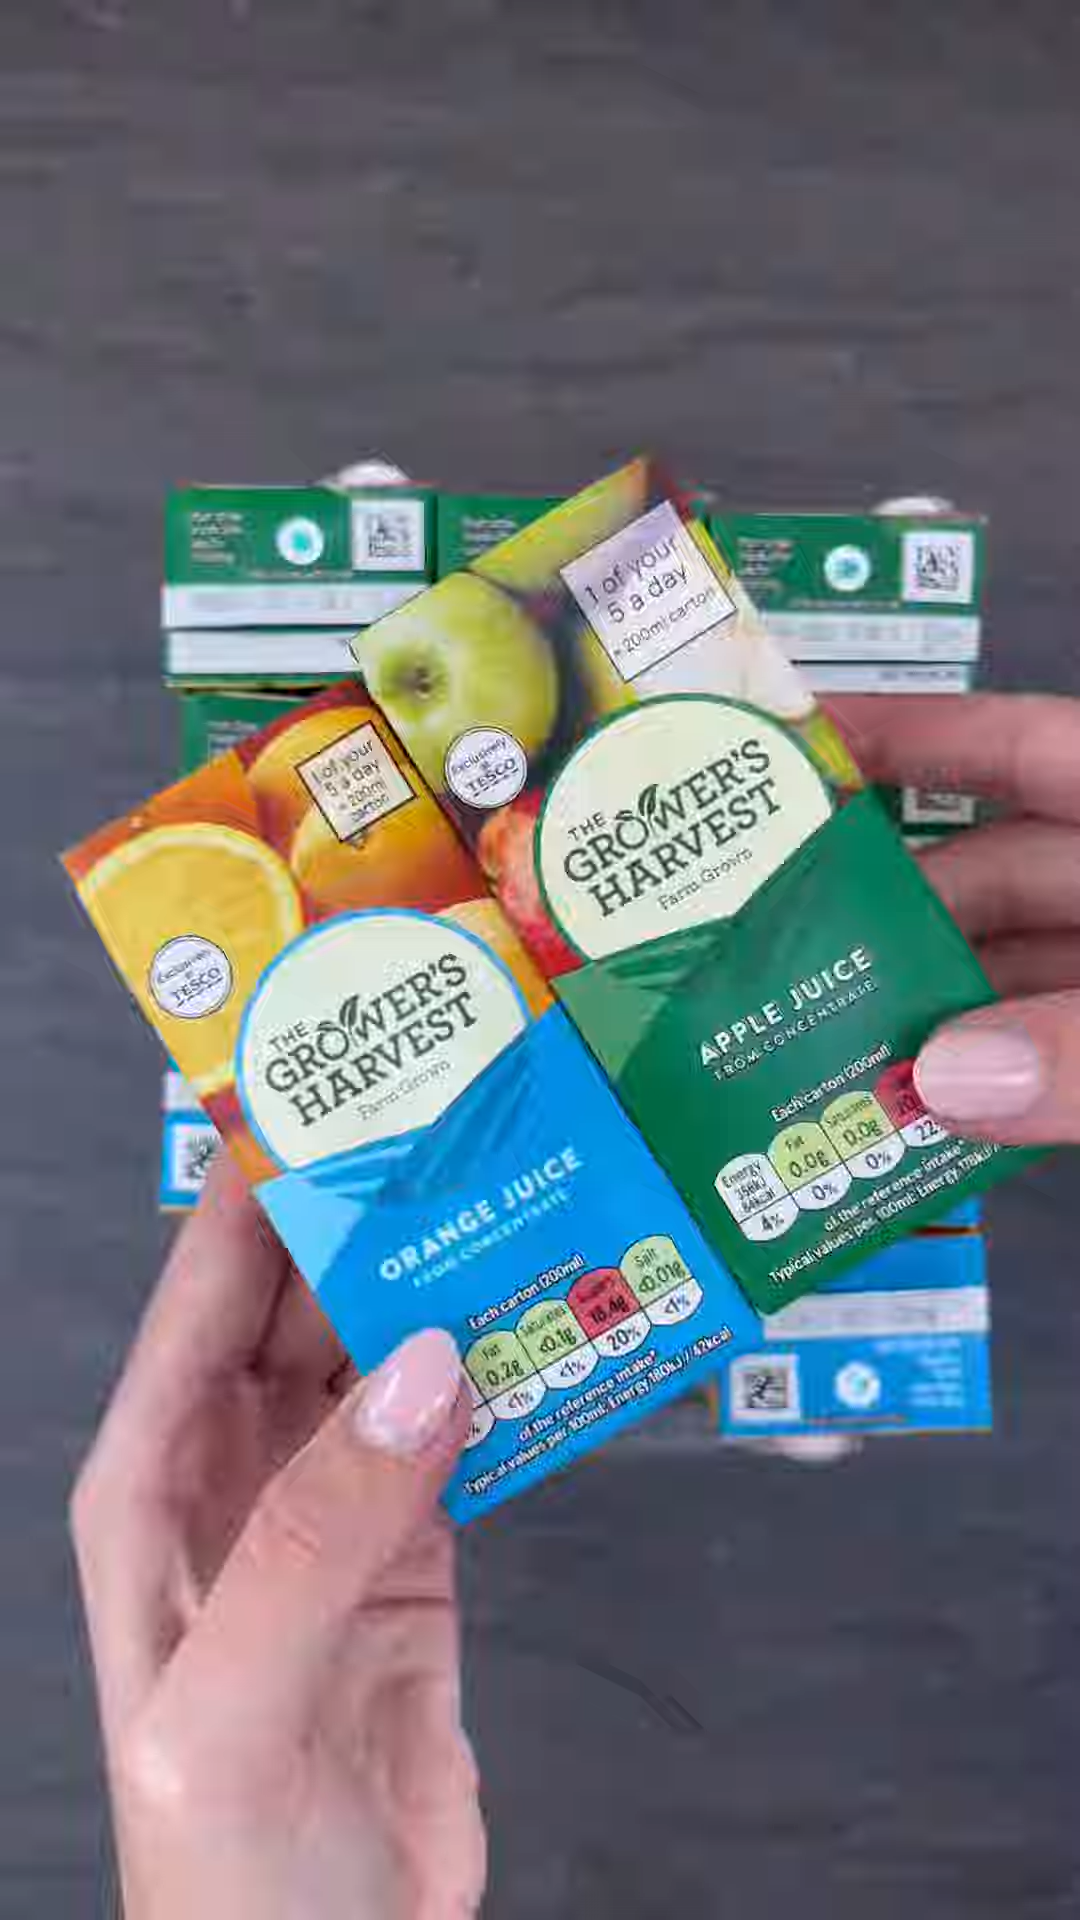 1 of your
5 a day
= 200ml carton
Exclusively
at
TESCO
THE
GROWER'S
HARVEST
Farm Grown
APPLE JUICE
FROM CONCENTRATE
Each carton (200ml)
Energy
358kJ
84kcal
4%
Fat
0.0g
0%
Saturates
0.0g
0%
of the reference intake*
Typical values per 100ml: Energy 178kJ /
1 of your
5 a day
= 200ml
carton
Exclusively
at
TESCO
THE
GROWER'S
HARVEST
Farm Grown
ORANGE JUICE
FROM CONCENTRATE
Each carton (200ml)
Fat
0.2g
<1%
Saturates
<0.1g
<1%
18.4g
20%
Salt
<0.01g
<1%
of the reference intake*
Typical values per 100ml: Energy 180kJ / 42kcal